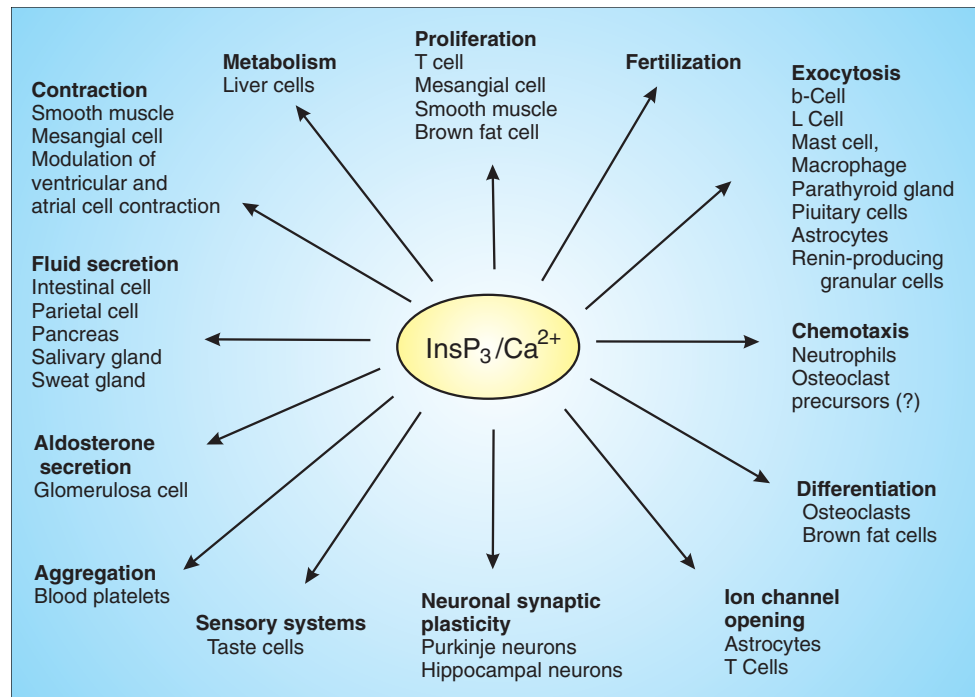 Contraction
Smooth muscle
Mesangial cell
Modulation of
ventricular and
atrial cell contraction
Metabolism
Liver cells
Proliferation
T cell
Mesangial cell
Smooth muscle
Brown fat cell
Fertilization
Exocytosis
b-Cell
L Cell
Mast cell,
Macrophage
Parathyroid gland
Piuitary cells
Astrocytes
Renin-producing
granular cells
Fluid secretion
Intestinal cell
Parietal cell
Pancreas
Salivary gland
Sweat gland
InsP₃/Ca²⁺
Chemotaxis
Neutrophils
Osteoclast
precursors (?)
Aldosterone
secretion
Glomerulosa cell
Differentiation
Osteoclasts
Brown fat cells
Aggregation
Blood platelets
Sensory systems
Taste cells
Neuronal synaptic
plasticity
Purkinje neurons
Hippocampal neurons
Ion channel
opening
Astrocytes
T Cells